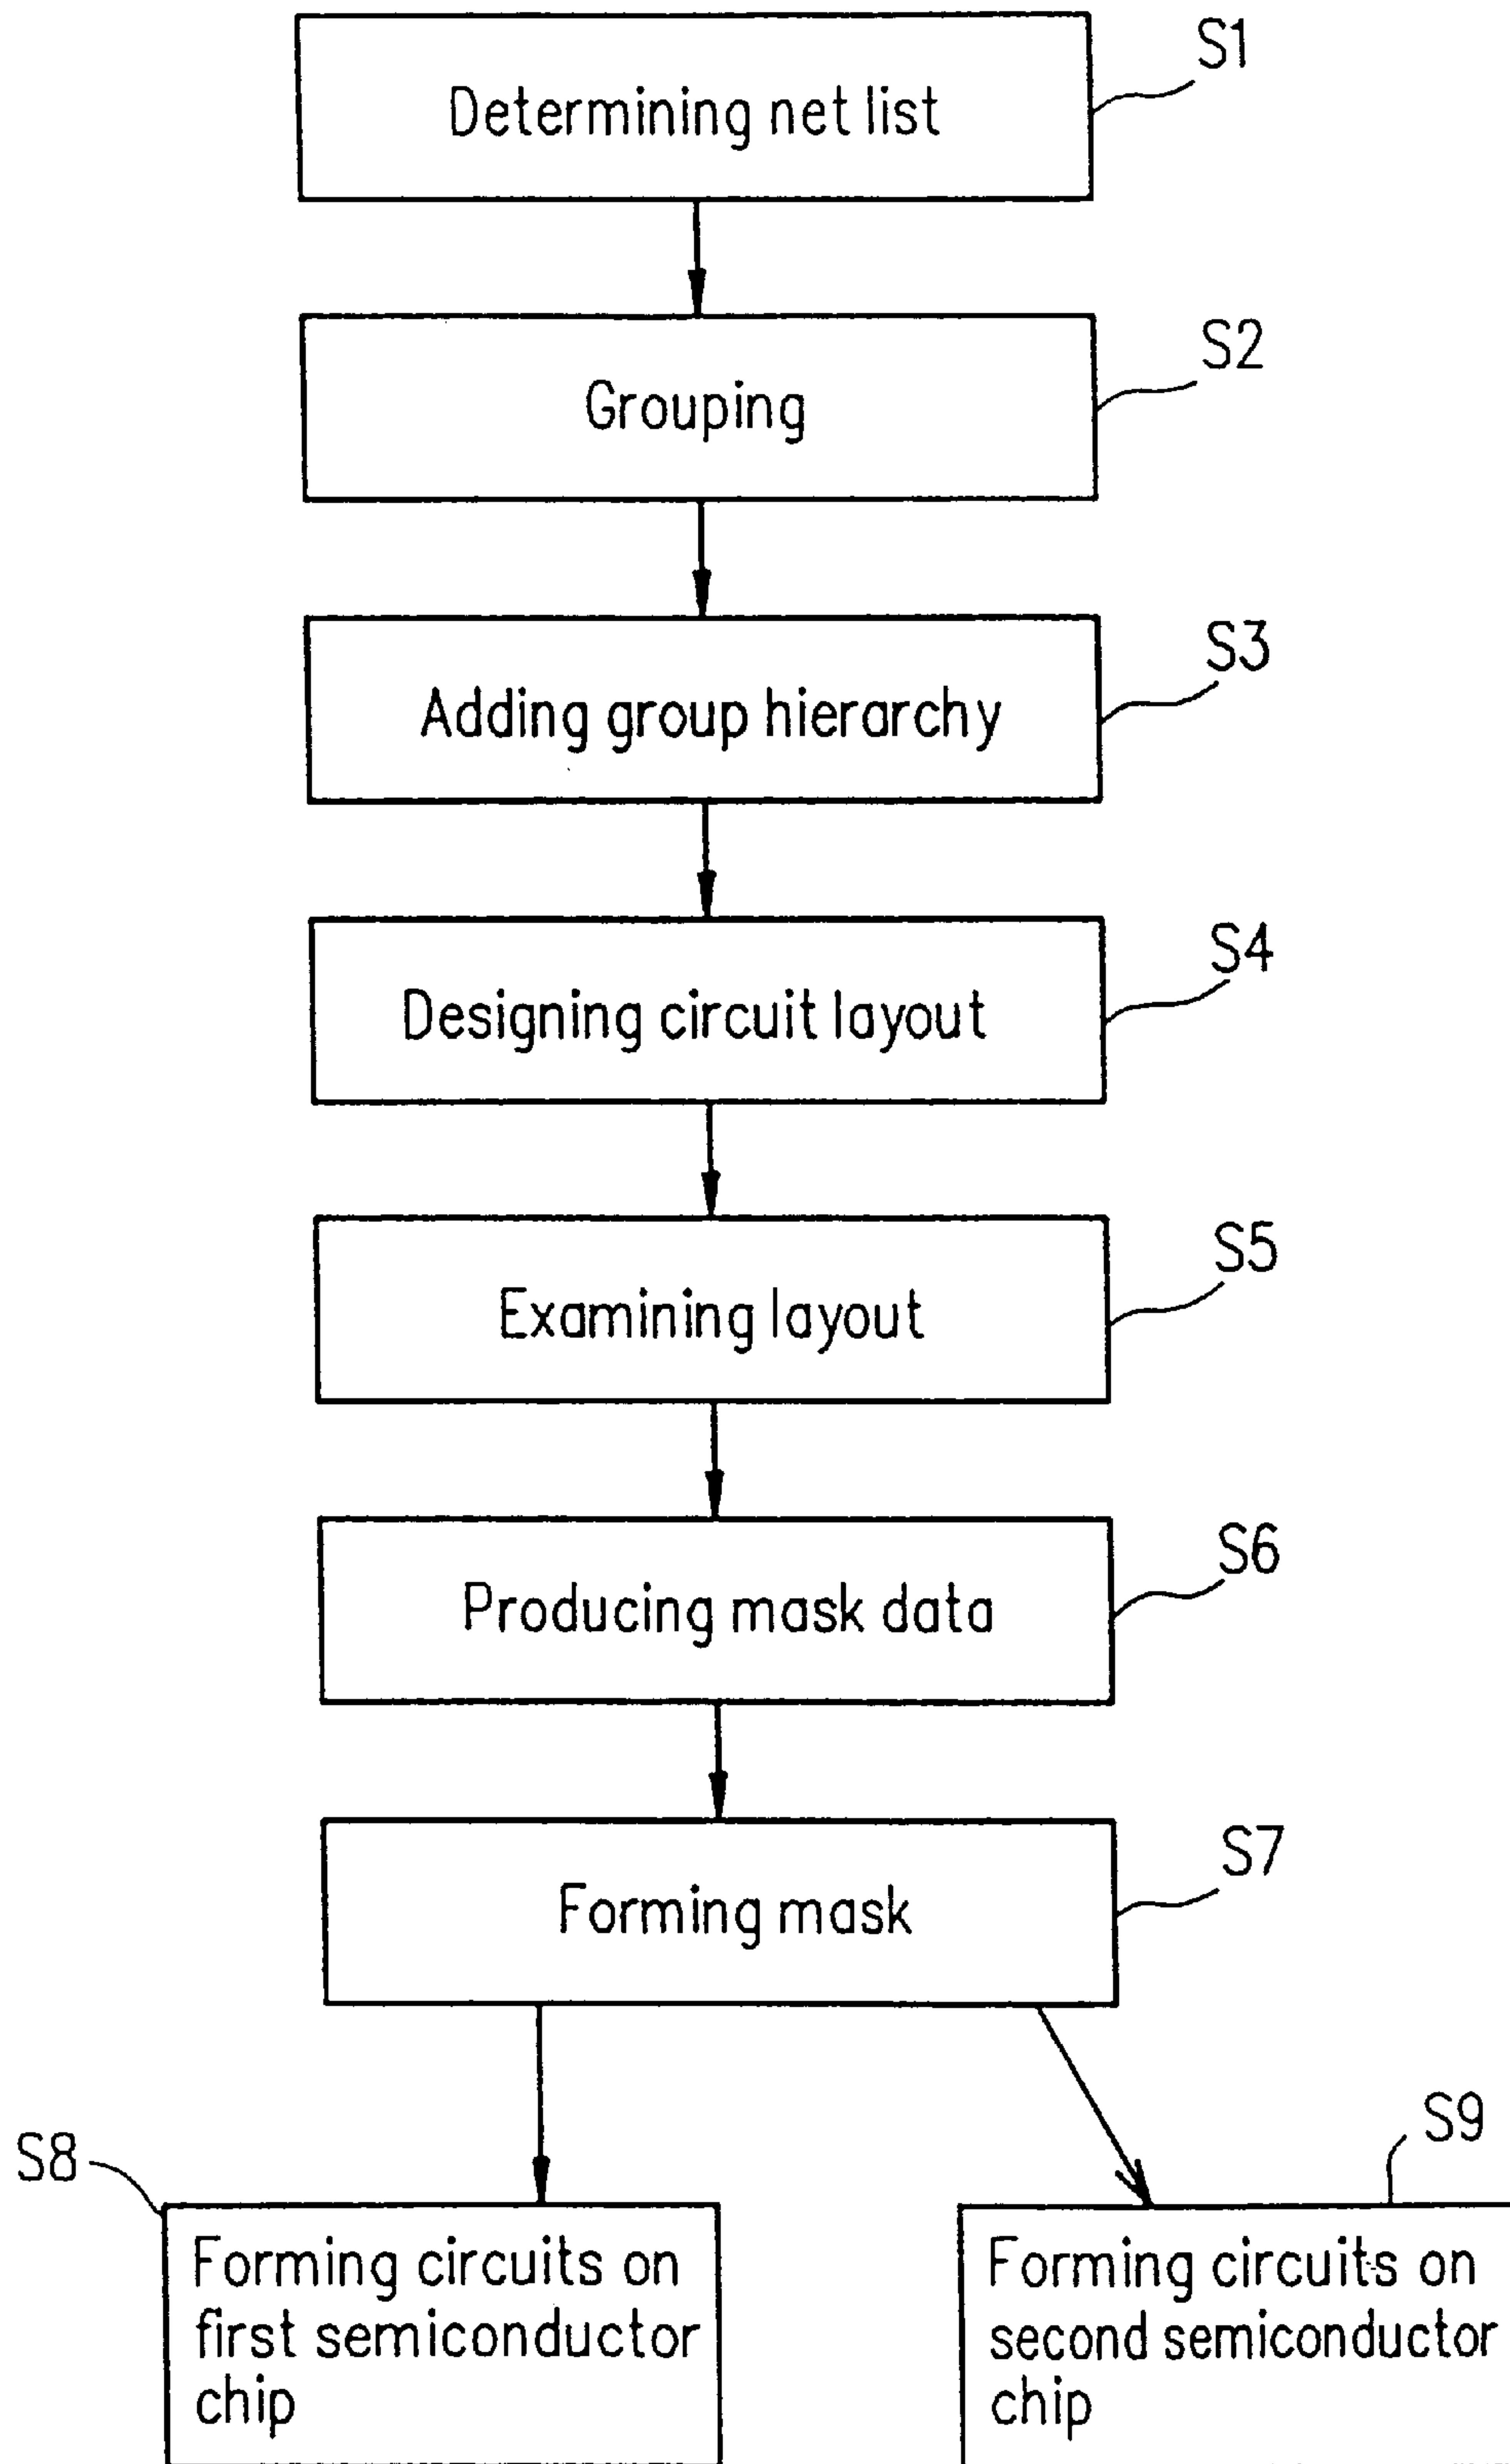 Determining net list
S1
Grouping
S2
Adding group hierarchy
S3
Designing circuit layout
S4
Examining layout
S5
Producing mask data
S6
Forming mask
S7
S8
Forming circuits on
first semiconductor
chip
S9
Forming circuits on
second semiconductor
chip